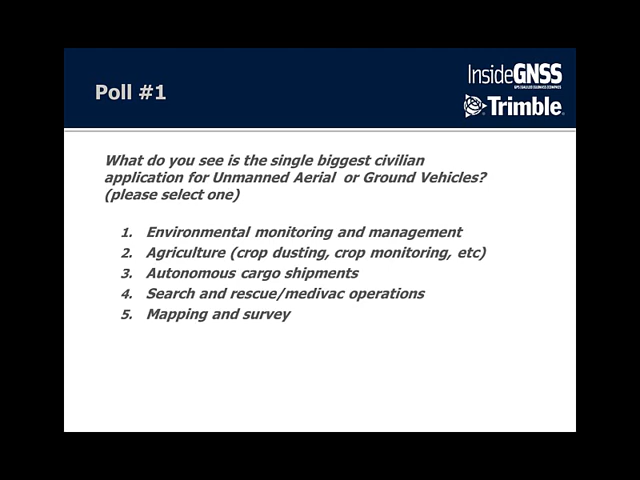 Poll #1
InsideGNSS
Trimble
What do you see is the single biggest civilian
application for Unmanned Aerial or Ground Vehicles?
(please select one)
1. Environmental monitoring and management
2. Agriculture (crop dusting, crop monitoring, etc)
3. Autonomous cargo shipments
4. Search and rescue/medivac operations
5. Mapping and survey